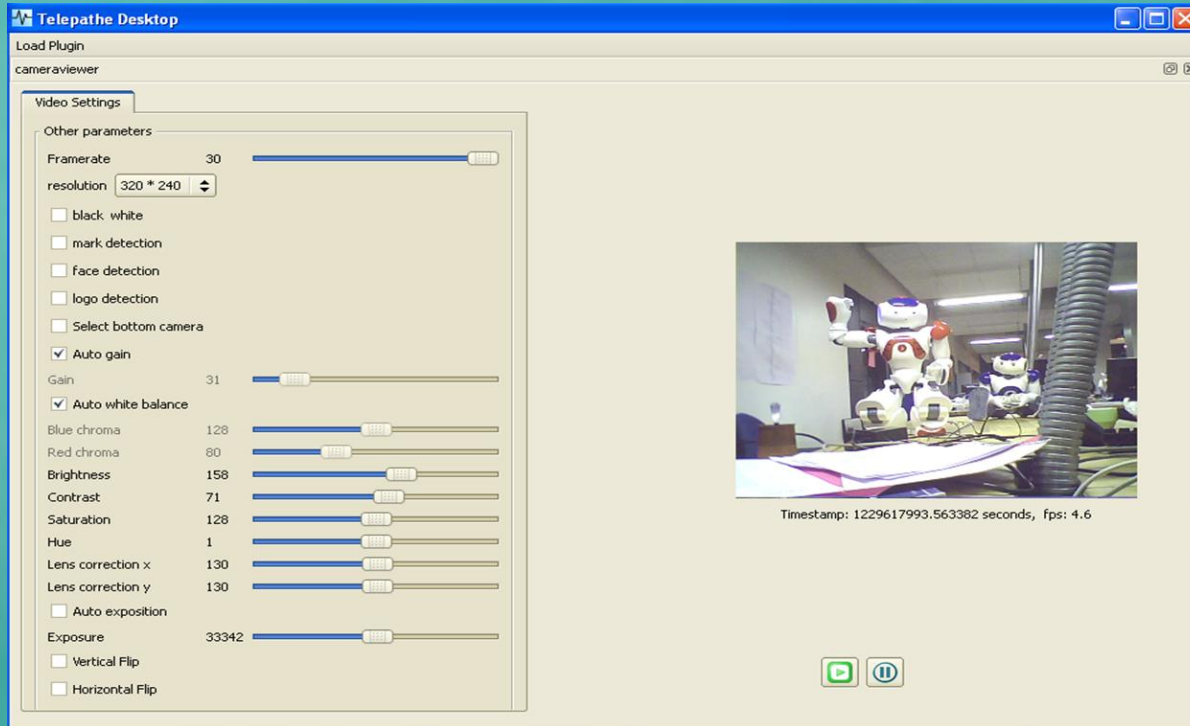 Telepathe Desktop
Load Plugin
cameraviewer
Video Settings
Other parameters
Framerate 30
resolution 320 * 240
black white
mark detection
face detection
logo detection
Select bottom camera
Auto gain
Gain 31
Auto white balance
Blue chroma 128
Red chroma 80
Brightness 158
Contrast 71
Saturation 128
Hue 1
Lens correction x 130
Lens correction y 130
Auto exposition
Exposure 33342
Vertical Flip
Horizontal Flip
Timestamp: 1229617993.563382 seconds, fps: 4.6